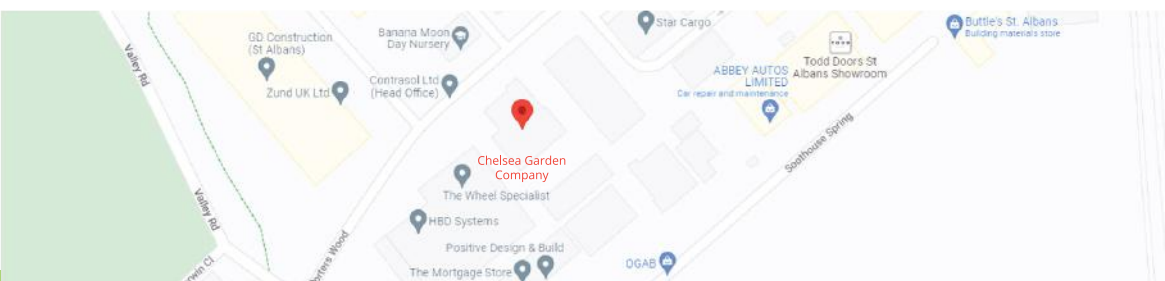 Star Cargo
Buttle's St. Albans
Building materials store
Banana Moon
Day Nursery
GD Construction
(St Albans)
Valley Rd
Todd Doors St
Albans Showroom
ABBEY AUTOS
LIMITED
Car repair and maintenance
Contrasol Ltd
(Head Office)
Zund UK Ltd
Soothouse Spring
Chelsea Garden
Company
The Wheel Specialist
Valley Rd
HBD Systems
Positive Design & Build
The Mortgage Store
OGAB